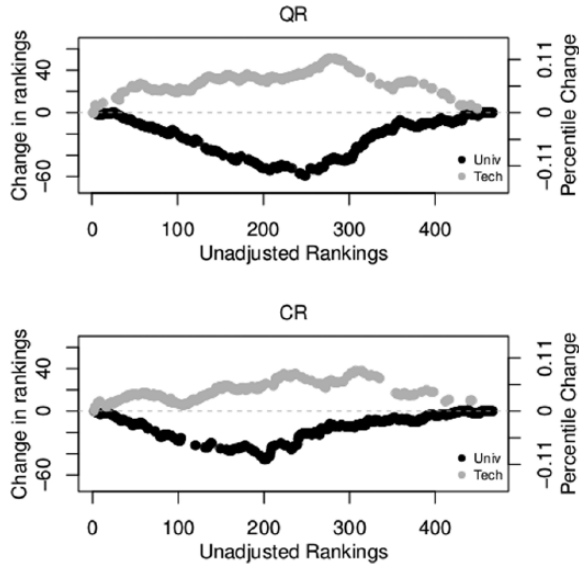 QR
Change in rankings
40
0
−60
0.11
0
−0.11
Percentile Change
Univ
Tech
0 100 200 300 400
Unadjusted Rankings
CR
Change in rankings
40
0
−60
0.11
0
−0.11
Percentile Change
Univ
Tech
0 100 200 300 400
Unadjusted Rankings